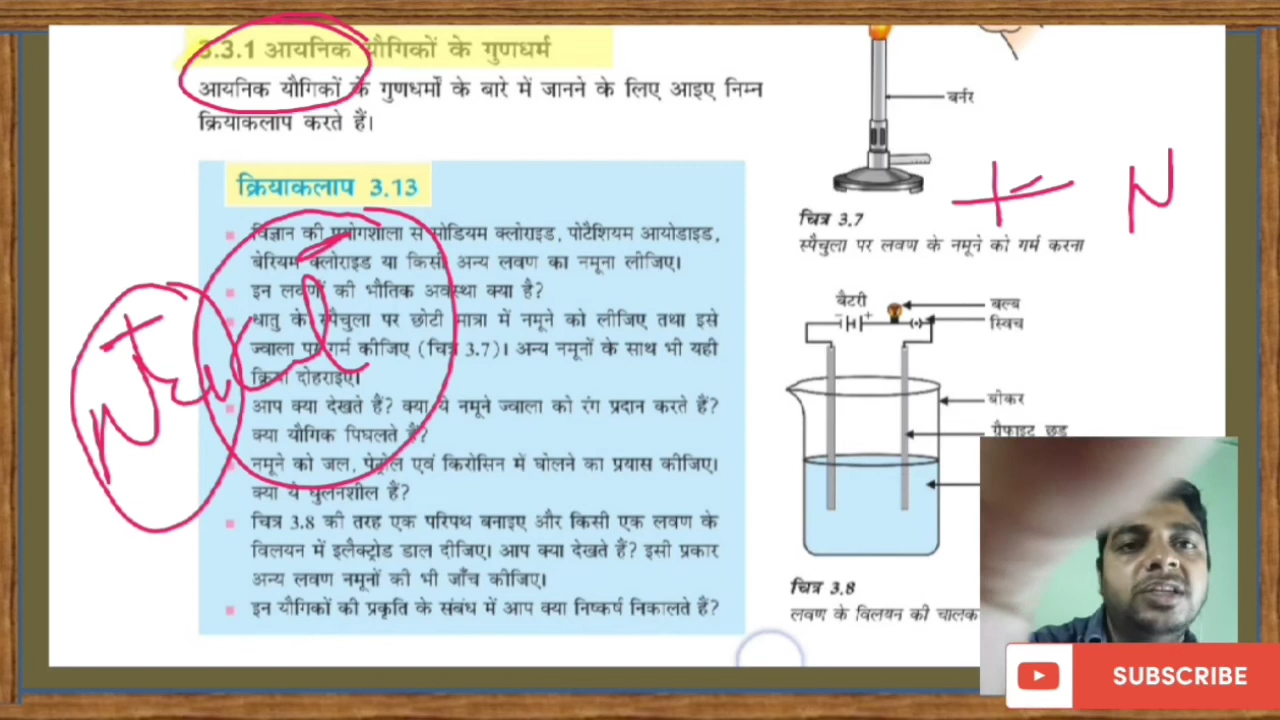 3.3.1 आयनिक यौगिकों के गुणधर्म
आयनिक यौगिकों के गुणधर्मों के बारे में जानने के लिए आइए निम्न
क्रियाकलाप करते हैं।
क्रियाकलाप 3.13
विज्ञान की प्रयोगशाला से सोडियम क्लोराइड, पोटैशियम आयोडाइड,
बेरियम क्लोराइड या किसी अन्य लवण का नमूना लीजिए।
इन लवणों की भौतिक अवस्था क्या है?
धातु के स्पैचुला पर छोटी मात्रा में नमूने को लीजिए तथा इसे
ज्वाला पर गर्म कीजिए (चित्र 3.7)। अन्य नमूनों के साथ भी यही
क्रिया दोहराइए।
आप क्या देखते हैं? क्या ये नमूने ज्वाला को रंग प्रदान करते हैं?
क्या यौगिक पिघलते हैं?
नमूने को जल, पेट्रोल एवं किरोसिन में घोलने का प्रयास कीजिए।
क्या ये घुलनशील हैं?
चित्र 3.8 की तरह एक परिपथ बनाइए और किसी एक लवण के
विलयन में इलैक्ट्रोड डाल दीजिए। आप क्या देखते हैं? इसी प्रकार
अन्य लवण नमूनों की भी जाँच कीजिए।
इन यौगिकों की प्रकृति के संबंध में आप क्या निष्कर्ष निकालते हैं?
बर्नर
+ N
चित्र 3.7
स्पैचुला पर लवण के नमूने को गर्म करना
बैटरी
बल्ब
स्विच
बीकर
ग्रैफाइट छड़
चित्र 3.8
लवण के विलयन की चालक
SUBSCRIBE